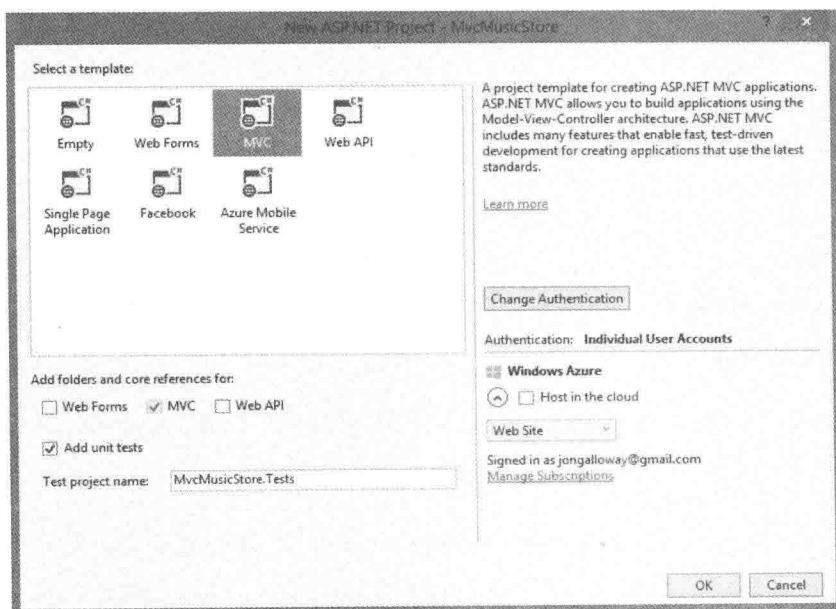 New ASP.NET Project - MvcMusicStore
? ×
Select a template:
Empty
Web Forms
MVC
Web API
Single Page
Application
Facebook
Azure Mobile
Service
A project template for creating ASP.NET MVC applications.
ASP.NET MVC allows you to build applications using the
Model-View-Controller architecture. ASP.NET MVC
includes many features that enable fast, test-driven
development for creating applications that use the latest
standards.
Learn more
Change Authentication
Authentication: Individual User Accounts
Windows Azure
Host in the cloud
Web Site
Signed in as jongalloway@gmail.com
Manage Subscriptions
Add folders and core references for:
Web Forms
MVC
Web API
Add unit tests
Test project name: MvcMusicStore.Tests
OK
Cancel